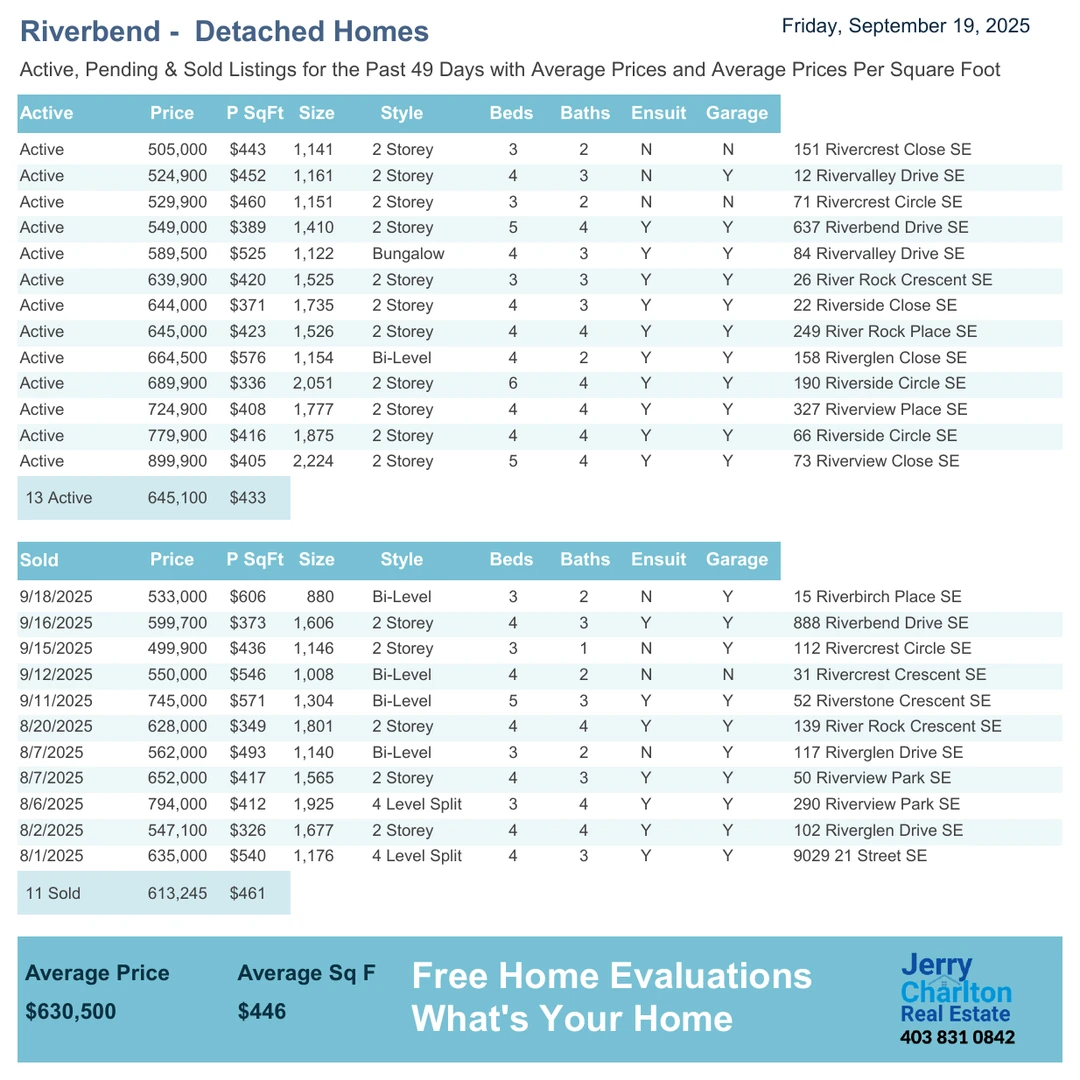 Riverbend -  Detached Homes
Friday, September 19, 2025
Active, Pending & Sold Listings for the Past 49 Days with Average Prices and Average Prices Per Square Foot
Active Price P SqFt Size Style Beds Baths Ensuit Garage
Active 505,000 $443 1,141 2 Storey 3 2 N N 151 Rivercrest Close SE
Active 524,900 $452 1,161 2 Storey 4 3 N Y 12 Rivervalley Drive SE
Active 529,900 $460 1,151 2 Storey 3 2 N N 71 Rivercrest Circle SE
Active 549,000 $389 1,410 2 Storey 5 4 Y Y 637 Riverbend Drive SE
Active 589,500 $525 1,122 Bungalow 4 3 Y Y 84 Rivervalley Drive SE
Active 639,900 $420 1,525 2 Storey 3 3 Y Y 26 River Rock Crescent SE
Active 644,000 $371 1,735 2 Storey 4 3 Y Y 22 Riverside Close SE
Active 645,000 $423 1,526 2 Storey 4 4 Y Y 249 River Rock Place SE
Active 664,500 $576 1,154 Bi-Level 4 2 Y Y 158 Riverglen Close SE
Active 689,900 $336 2,051 2 Storey 6 4 Y Y 190 Riverside Circle SE
Active 724,900 $408 1,777 2 Storey 4 4 Y Y 327 Riverview Place SE
Active 779,900 $416 1,875 2 Storey 4 4 Y Y 66 Riverside Circle SE
Active 899,900 $405 2,224 2 Storey 5 4 Y Y 73 Riverview Close SE
13 Active 645,100 $433
Sold Price P SqFt Size Style Beds Baths Ensuit Garage
9/18/2025 533,000 $606 880 Bi-Level 3 2 N Y 15 Riverbirch Place SE
9/16/2025 599,700 $373 1,606 2 Storey 4 3 Y Y 888 Riverbend Drive SE
9/15/2025 499,900 $436 1,146 2 Storey 3 1 N Y 112 Rivercrest Circle SE
9/12/2025 550,000 $546 1,008 Bi-Level 4 2 N N 31 Rivercrest Crescent SE
9/11/2025 745,000 $571 1,304 Bi-Level 5 3 Y Y 52 Riverstone Crescent SE
8/20/2025 628,000 $349 1,801 2 Storey 4 4 Y Y 139 River Rock Crescent SE
8/7/2025 562,000 $493 1,140 Bi-Level 3 2 N Y 117 Riverglen Drive SE
8/7/2025 652,000 $417 1,565 2 Storey 4 3 Y Y 50 Riverview Park SE
8/6/2025 794,000 $412 1,925 4 Level Split 3 4 Y Y 290 Riverview Park SE
8/2/2025 547,100 $326 1,677 2 Storey 4 4 Y Y 102 Riverglen Drive SE
8/1/2025 635,000 $540 1,176 4 Level Split 4 3 Y Y 9029 21 Street SE
11 Sold 613,245 $461
Average Price Average Sq F
$630,500 $446
Free Home Evaluations
What's Your Home
Jerry
Charlton
Real Estate
403 831 0842